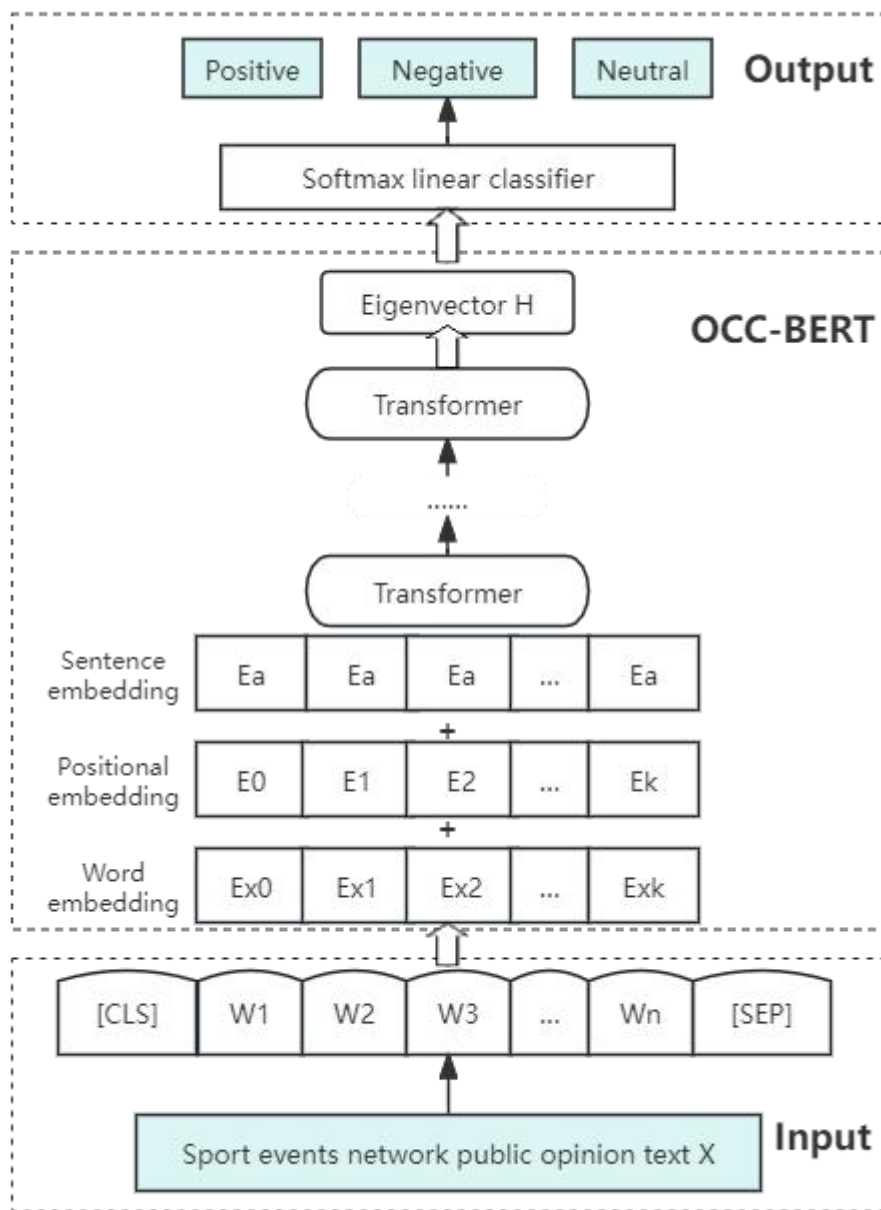 Positive Negative Neutral Output
Softmax linear classifier
Eigenvector H
OCC-BERT
Transformer
......
Transformer
Sentence
embedding
Ea Ea Ea ... Ea
+
Positional
embedding
E0 E1 E2 ... Ek
+
Word
embedding
Ex0 Ex1 Ex2 ... Exk
[CLS] W1 W2 W3 ... Wn [SEP]
Sport events network public opinion text X
Input